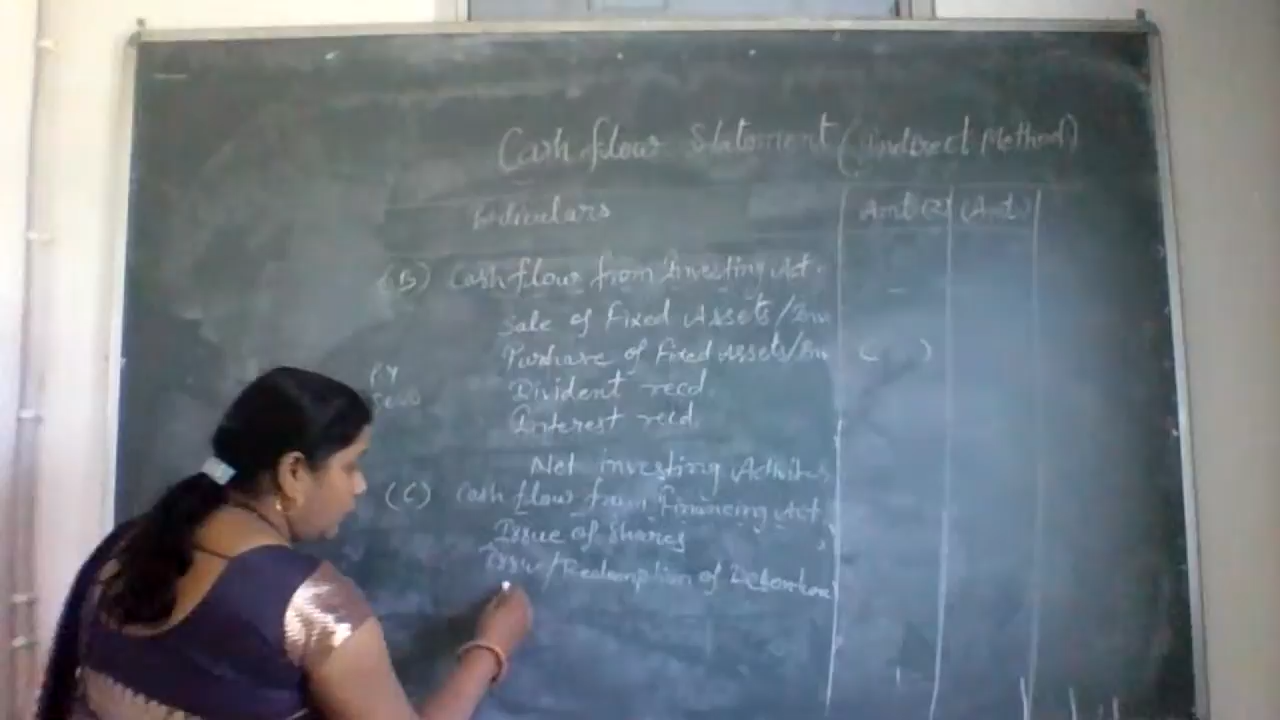 Cash flow Statement (Indirect Method)
Particulars Amt (₹) (Amt)
(B) Cash flow from Investing Act.
Sale of Fixed Assets/Inv
Purchase of Fixed Assets/Inv ( )
Divident recd.
Interest recd.
Net investing Activites
(C) Cash flow from Financing Act.
Issue of Shares
Issue/Redemption of Debenture